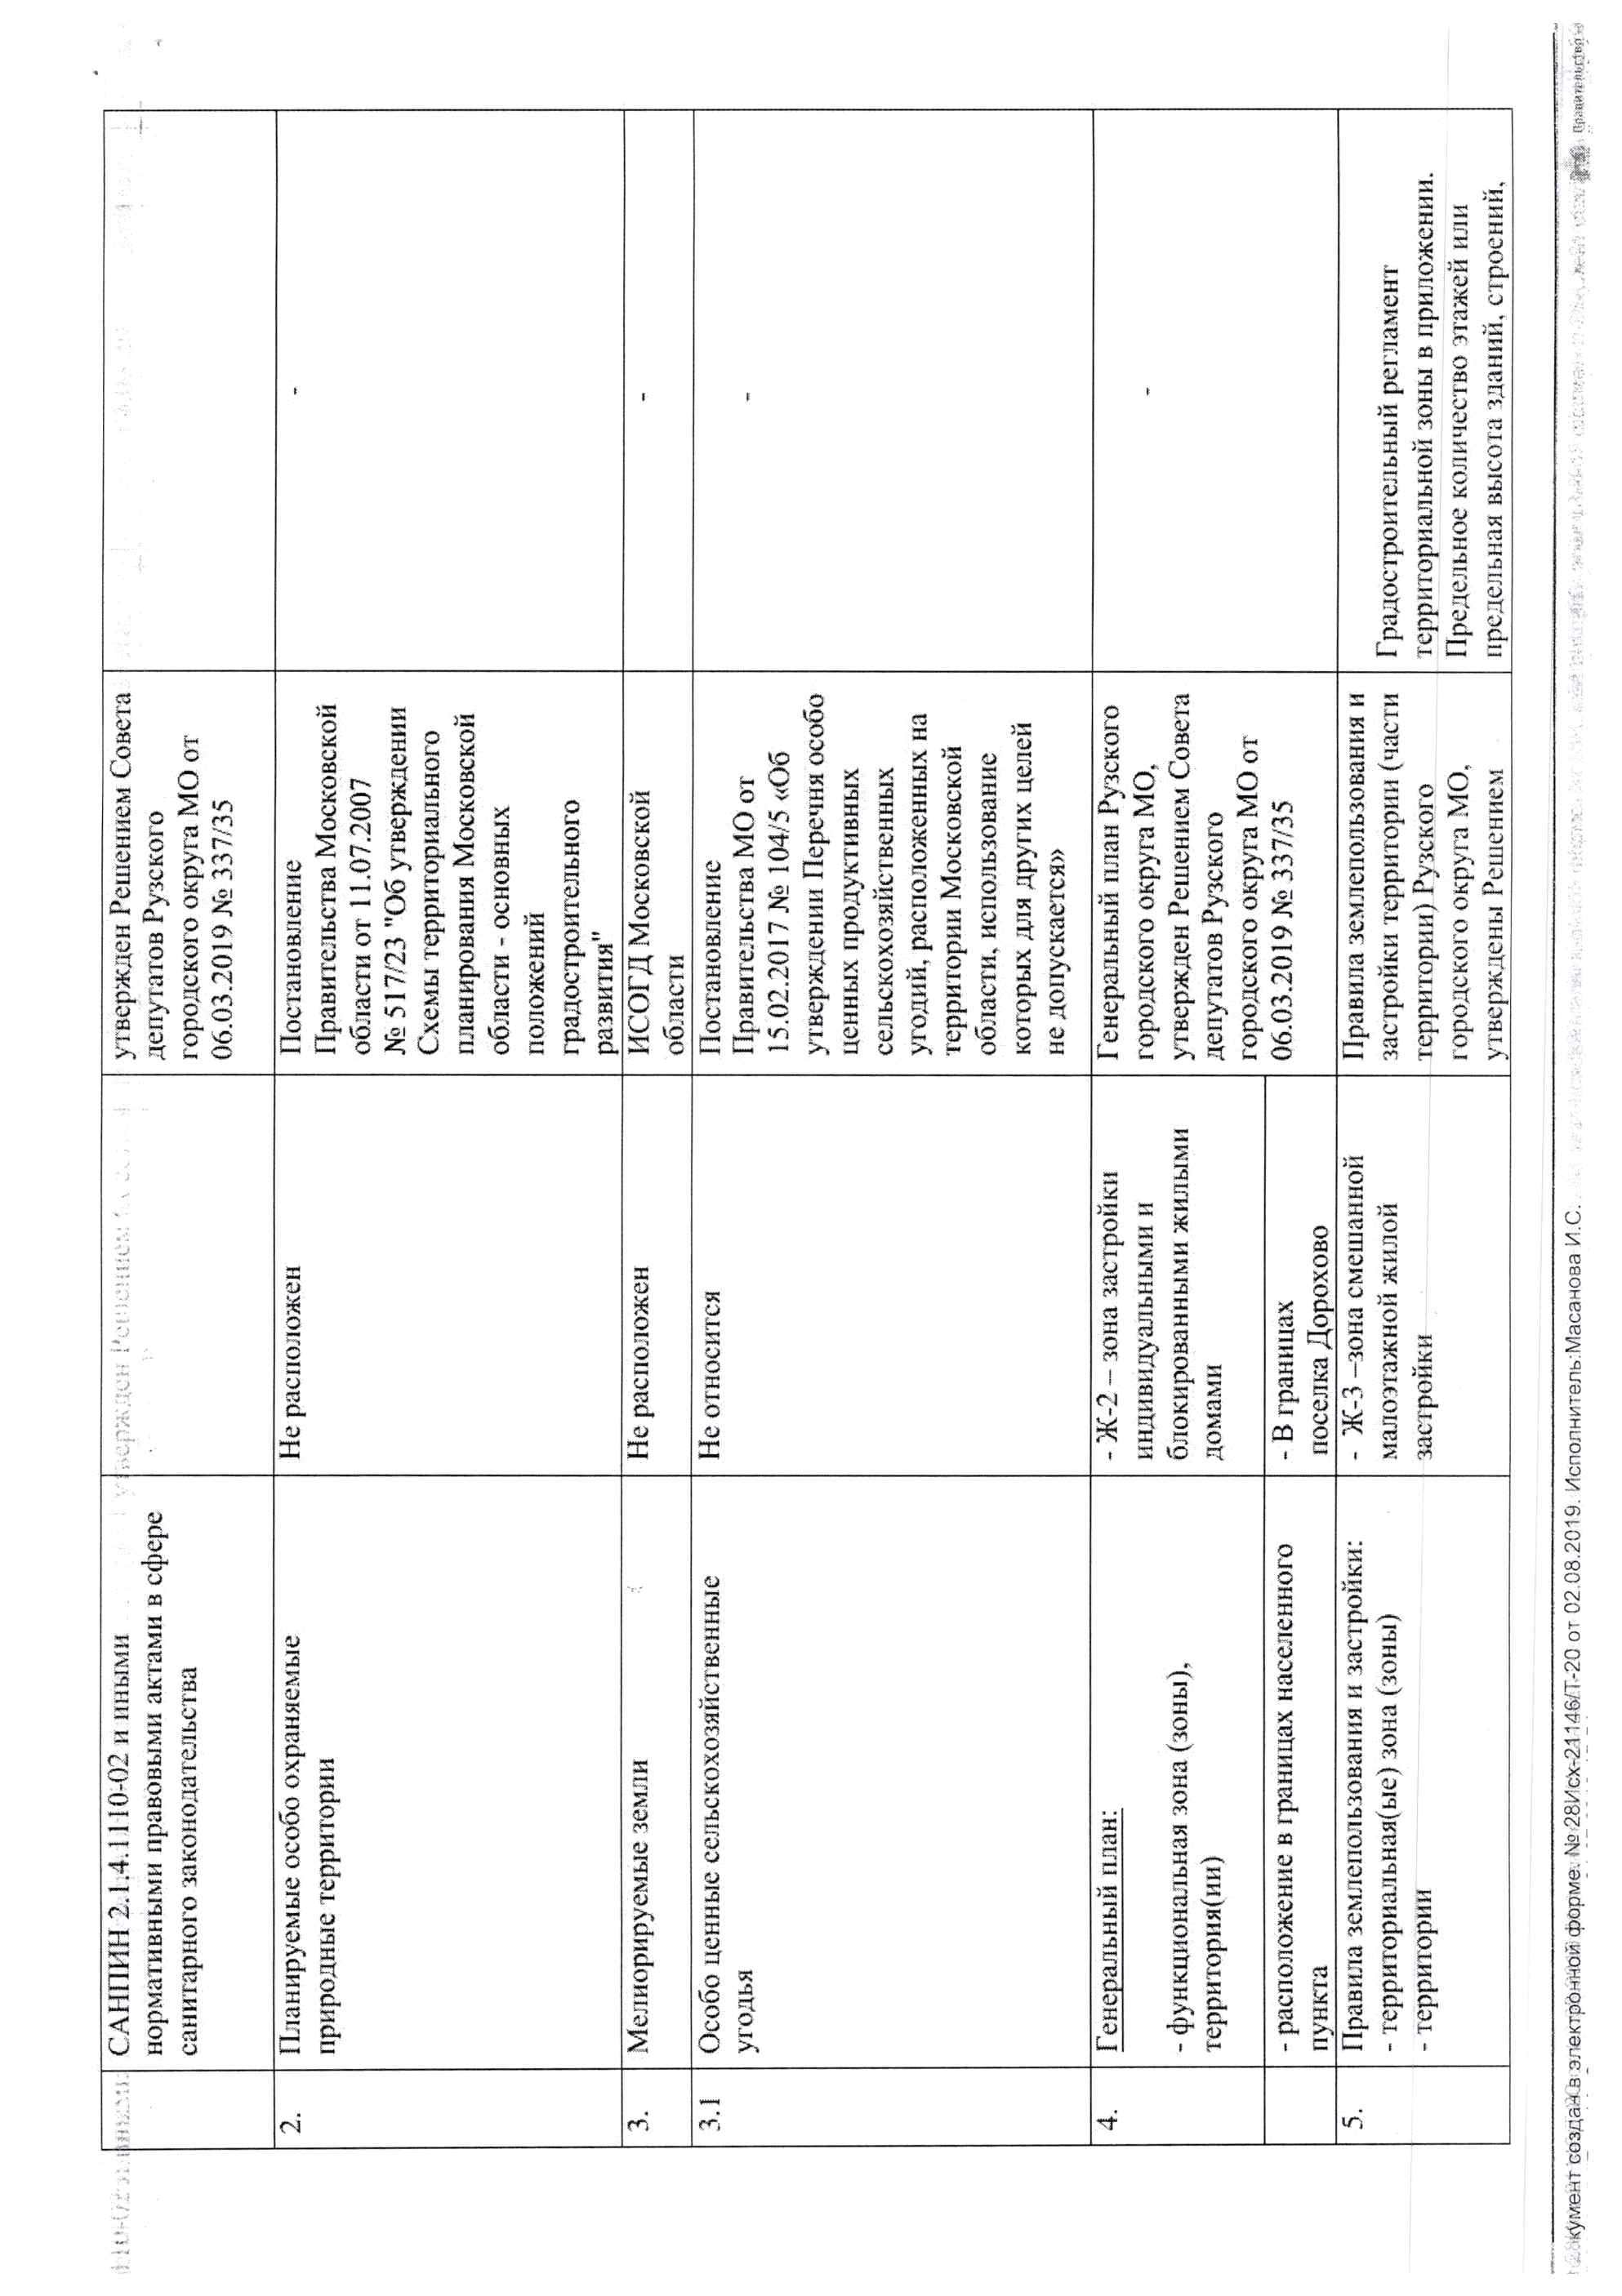 САНПИН 2.1.4.1110-02 и иными
нормативными правовыми актами в сфере
санитарного законодательства
утвержден Решением Совета
депутатов Рузского
городского округа МО от
06.03.2019 № 337/35
2.
Планируемые особо охраняемые
природные территории
Не расположен
Постановление
Правительства Московской
области от 11.07.2007
№ 517/23 "Об утверждении
Схемы территориального
планирования Московской
области - основных
положений
градостроительного
развития"
-
3.
Мелиорируемые земли
Не расположен
ИСОГД Московской
области
-
3.1
Особо ценные сельскохозяйственные
угодья
Не относится
Постановление
Правительства МО от
15.02.2017 № 104/5 «Об
утверждении Перечня особо
ценных продуктивных
сельскохозяйственных
угодий, расположенных на
территории Московской
области, использование
которых для других целей
не допускается»
-
4.
Генеральный план:
- функциональная зона (зоны),
территория(ии)
- Ж-2 – зона застройки
индивидуальными и
блокированными жилыми
домами
Генеральный план Рузского
городского округа МО,
утвержден Решением Совета
депутатов Рузского
городского округа МО от
06.03.2019 № 337/35
-
- расположение в границах населенного
пункта
- В границах
поселка Дорохово
5.
Правила землепользования и застройки:
- территориальная(ые) зона (зоны)
- территории
- Ж-3 –зона смешанной
малоэтажной жилой
застройки
Правила землепользования и
застройки территории (части
территории) Рузского
городского округа МО,
утверждены Решением
Градостроительный регламент
территориальной зоны в приложении.
Предельное количество этажей или
предельная высота зданий, строений,
кумент создан в электронной форме. № 28Исх-21146/Т-20 от 02.08.2019. Исполнитель:Масанова И.С.